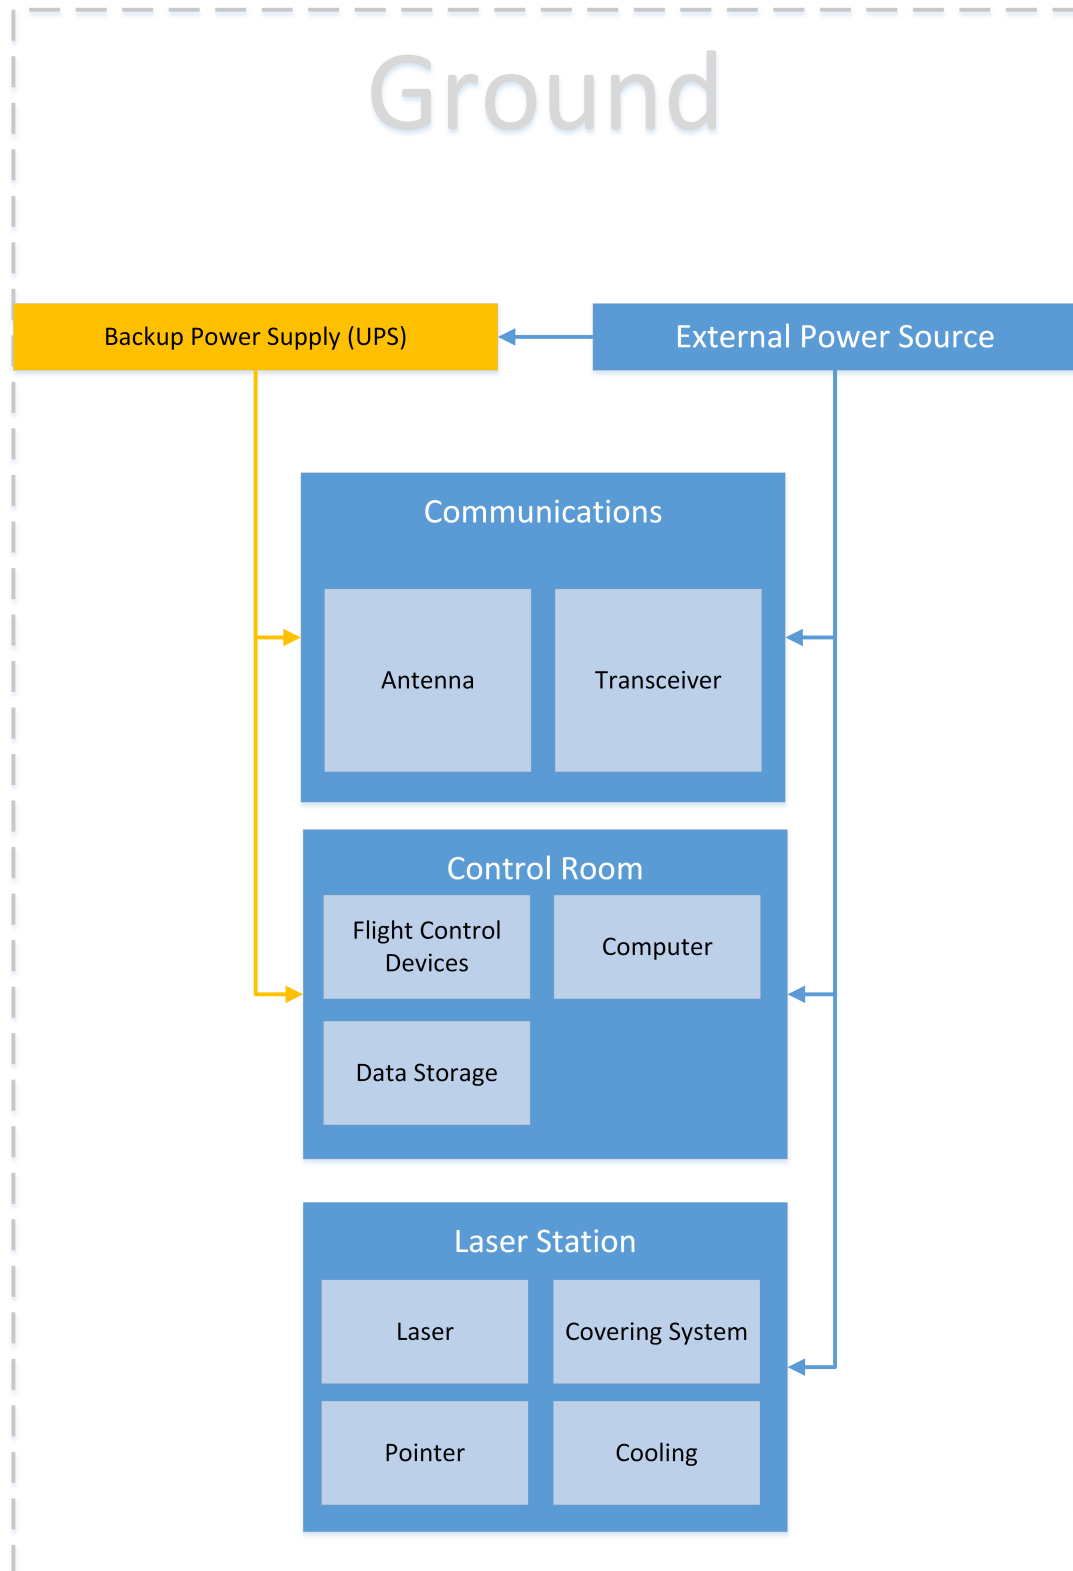 Ground
Backup Power Supply (UPS)
External Power Source
Communications
Antenna
Transceiver
Control Room
Flight Control
Devices
Computer
Data Storage
Laser Station
Laser
Covering System
Pointer
Cooling